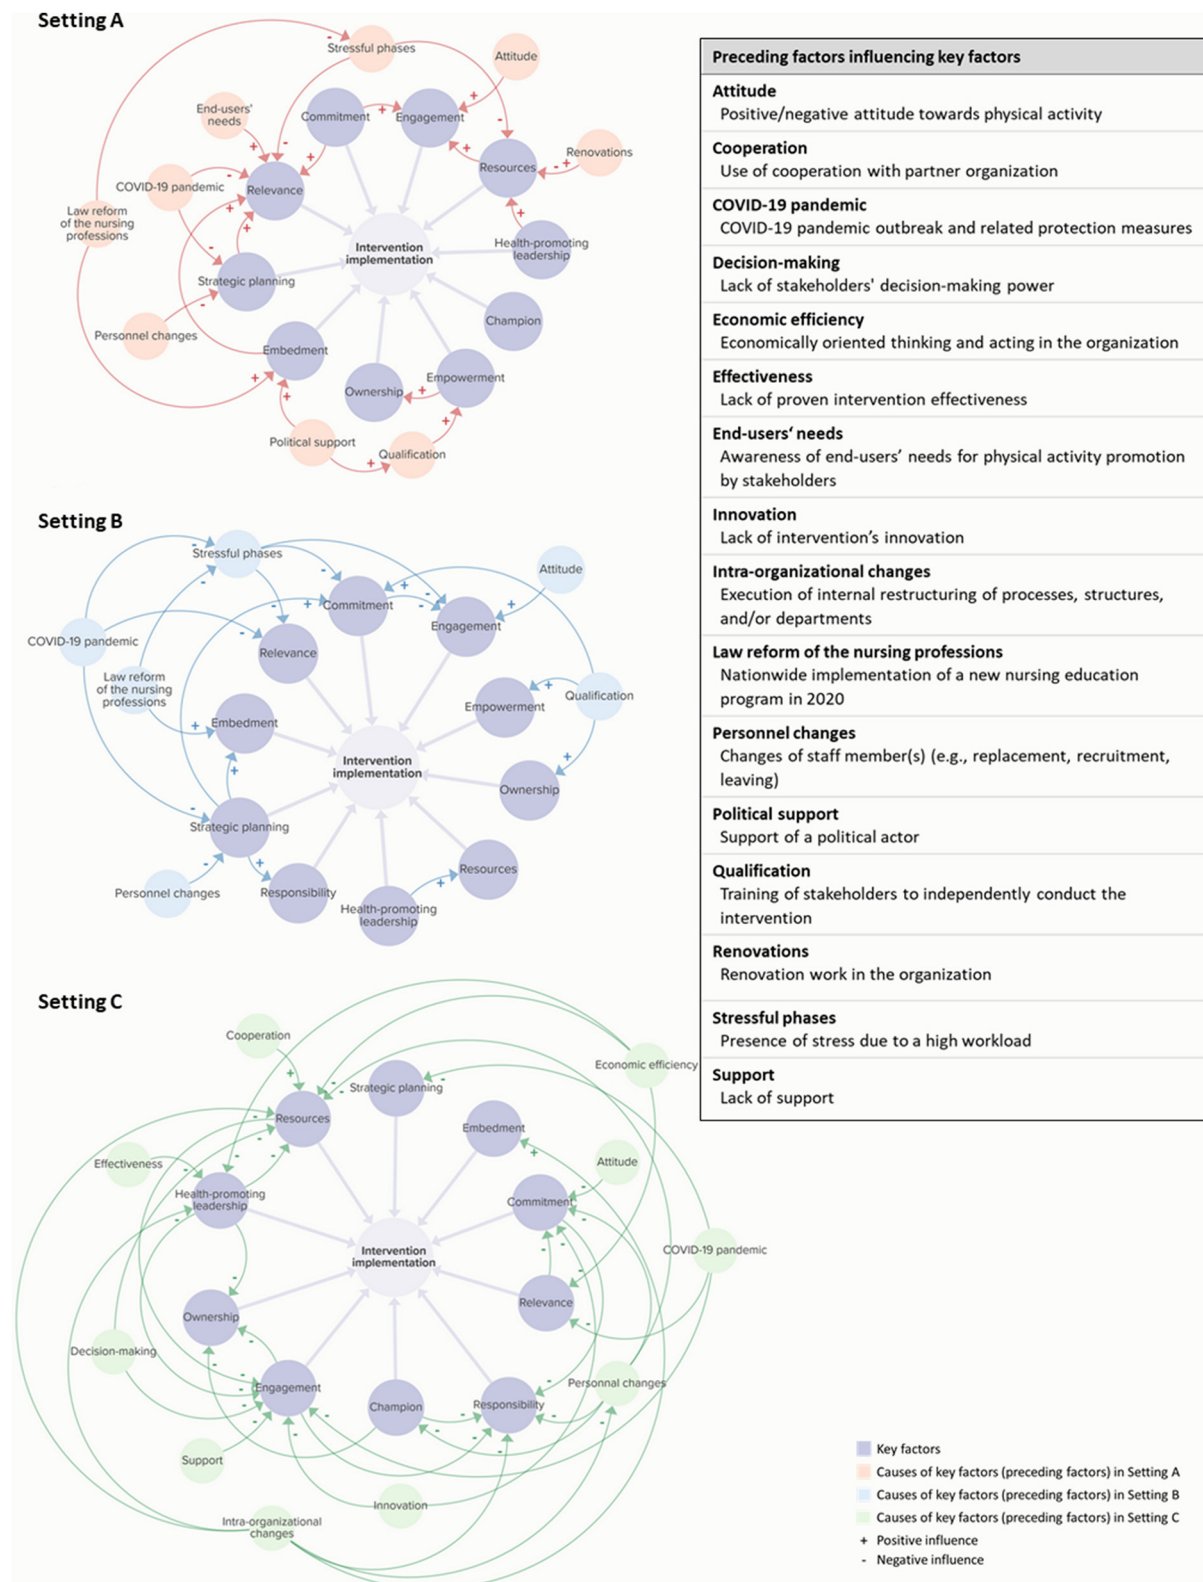 Setting A
Stressful phases
Attitude
End-users'
needs
Commitment
Engagement
Renovations
Resources
COVID-19 pandemic
Relevance
Law reform
of the nursing
professions
Health-promoting
leadership
Intervention
implementation
Strategic planning
Champion
Personnel changes
Embedment
Empowerment
Ownership
Political support
Qualification
Setting B
Stressful phases
Attitude
Commitment
Engagement
COVID-19 pandemic
Relevance
Law reform
of the nursing
professions
Qualification
Empowerment
Embedment
Intervention
implementation
Ownership
Strategic planning
Resources
Personnel changes
Responsibility
Health-promoting
leadership
Setting C
Cooperation
Economic efficiency
Strategic planning
Resources
Embedment
Effectiveness
Attitude
Health-promoting
leadership
Commitment
Intervention
implementation
COVID-19 pandemic
Relevance
Ownership
Decision-making
Engagement
Personnal changes
Champion
Responsibility
Support
Innovation
Intra-organizational
changes
Preceding factors influencing key factors
Attitude
Positive/negative attitude towards physical activity
Cooperation
Use of cooperation with partner organization
COVID-19 pandemic
COVID-19 pandemic outbreak and related protection measures
Decision-making
Lack of stakeholders' decision-making power
Economic efficiency
Economically oriented thinking and acting in the organization
Effectiveness
Lack of proven intervention effectiveness
End-users‘ needs
Awareness of end-users’ needs for physical activity promotion
by stakeholders
Innovation
Lack of intervention’s innovation
Intra-organizational changes
Execution of internal restructuring of processes, structures,
and/or departments
Law reform of the nursing professions
Nationwide implementation of a new nursing education
program in 2020
Personnel changes
Changes of staff member(s) (e.g., replacement, recruitment,
leaving)
Political support
Support of a political actor
Qualification
Training of stakeholders to independently conduct the
intervention
Renovations
Renovation work in the organization
Stressful phases
Presence of stress due to a high workload
Support
Lack of support
Key factors
Causes of key factors (preceding factors) in Setting A
Causes of key factors (preceding factors) in Setting B
Causes of key factors (preceding factors) in Setting C
+ Positive influence
- Negative influence